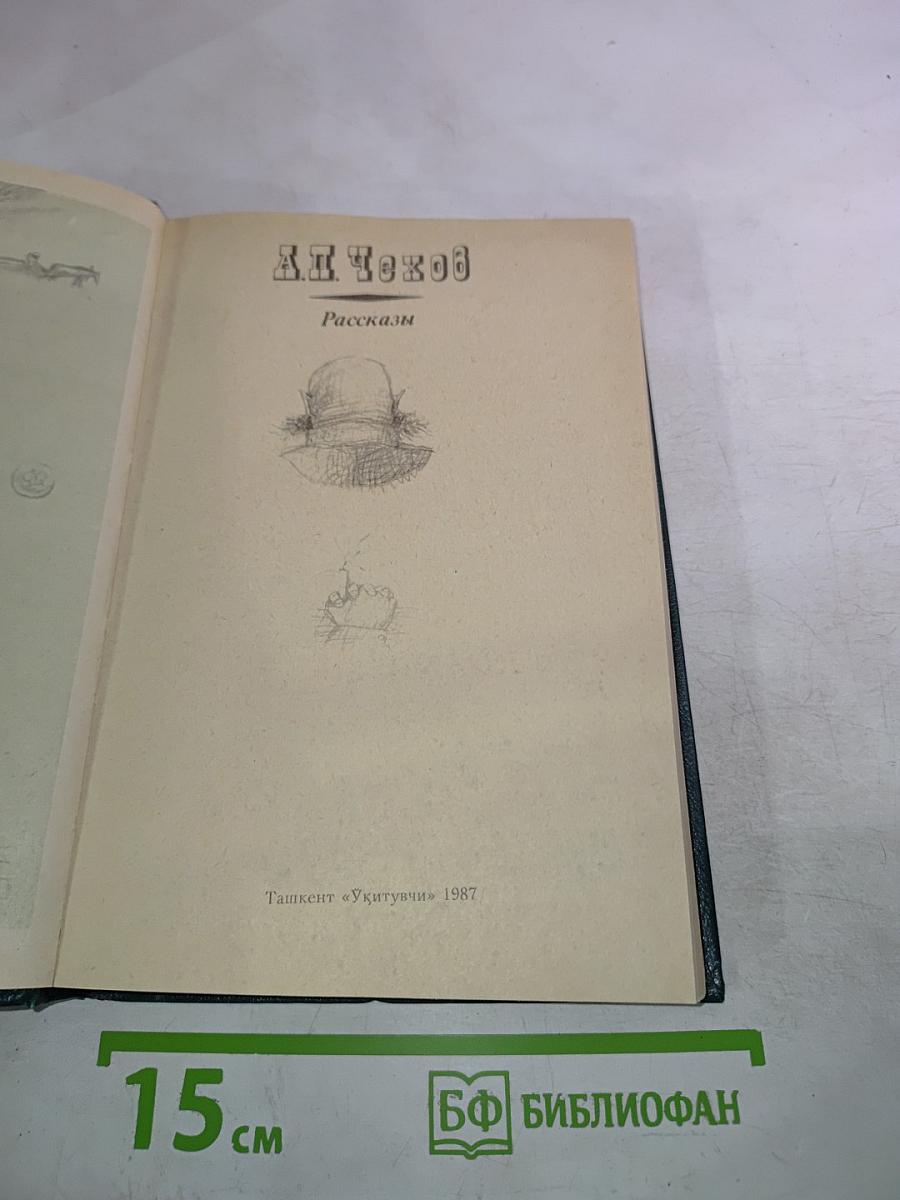 А.П. Чехов
Рассказы
Ташкент «Ўқитувчи» 1987
15 см
БФ БИБЛИОФАН